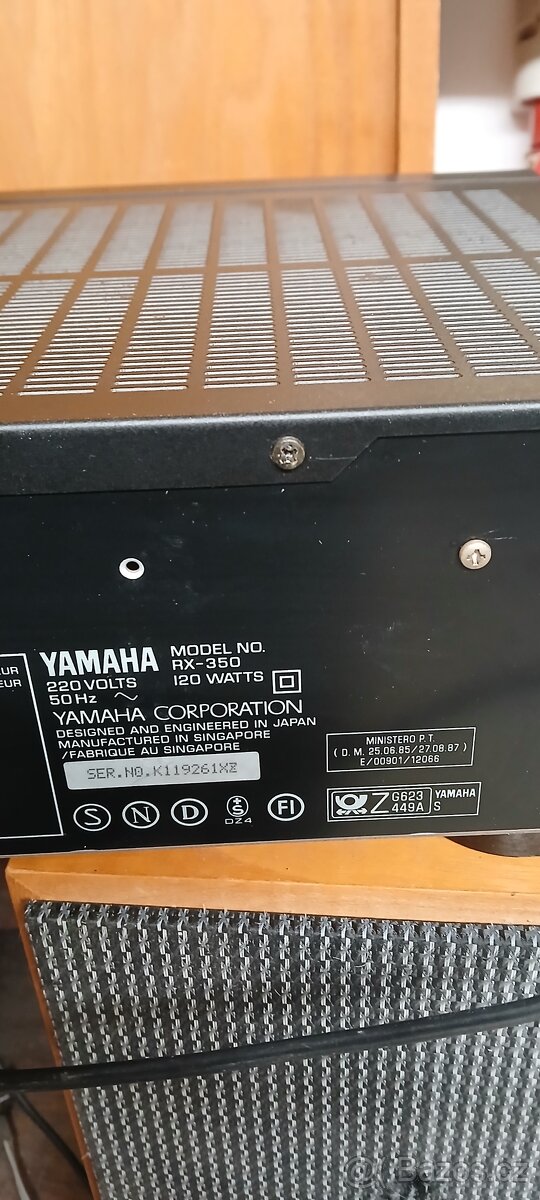 EUR
EUR
YAMAHA
MODEL NO.
RX-350
220 VOLTS
120 WATTS
50 Hz ~
YAMAHA CORPORATION
DESIGNED AND ENGINEERED IN JAPAN
MANUFACTURED IN SINGAPORE
/FABRIQUE AU SINGAPORE
SER.NO.K119261XZ
S N D S FI
DZ4
MINISTERO P.T.
( D. M. 25.06.85/27.08.87 )
E/00901/12066
Z G623
449A
YAMAHA
S
Bazos.cz